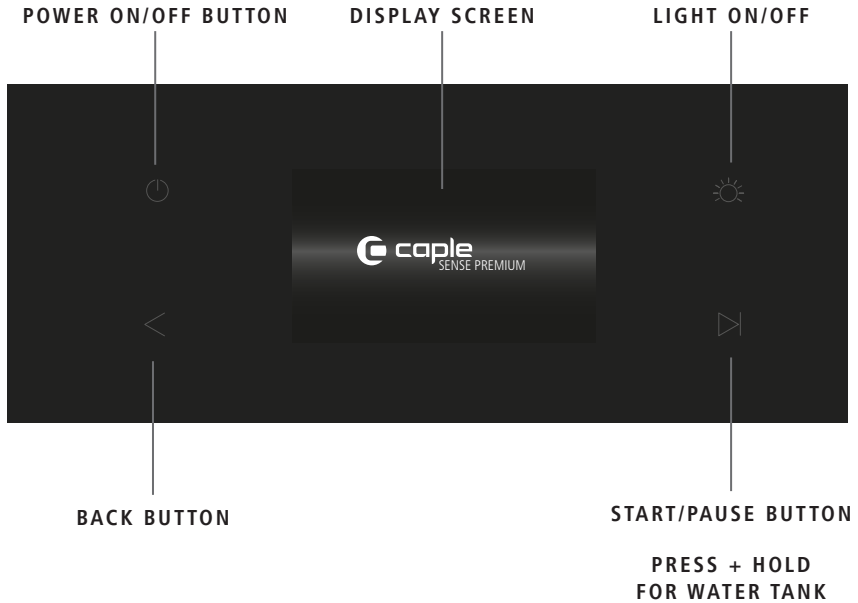 POWER ON/OFF BUTTON
DISPLAY SCREEN
LIGHT ON/OFF
caple
SENSE PREMIUM
BACK BUTTON
START/PAUSE BUTTON
PRESS + HOLD
FOR WATER TANK